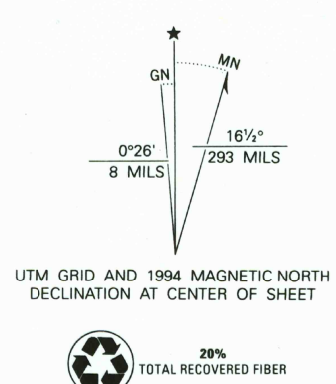 ★
GN
MN
0°26'
8 MILS
16½°
293 MILS
UTM GRID AND 1994 MAGNETIC NORTH
DECLINATION AT CENTER OF SHEET
20%
TOTAL RECOVERED FIBER